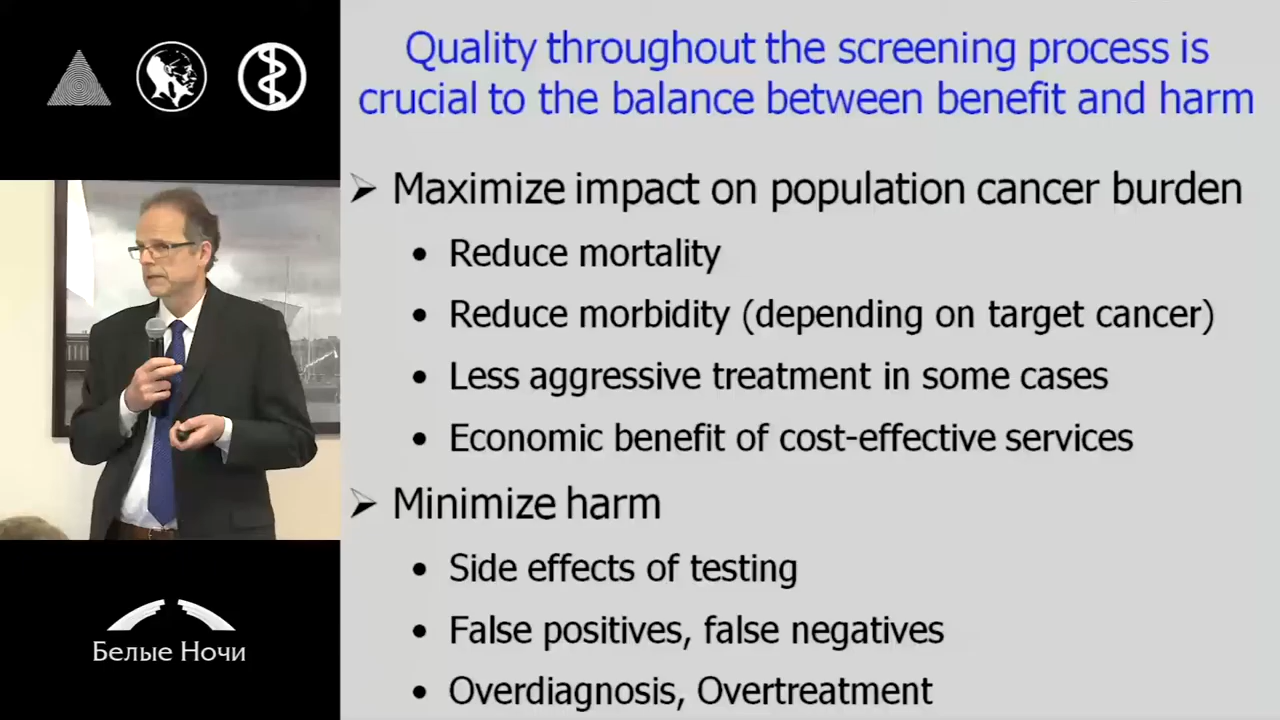 Quality throughout the screening process is
crucial to the balance between benefit and harm
Maximize impact on population cancer burden
Reduce mortality
Reduce morbidity (depending on target cancer)
Less aggressive treatment in some cases
Economic benefit of cost-effective services
Minimize harm
Side effects of testing
False positives, false negatives
Overdiagnosis, Overtreatment
Белые Ночи